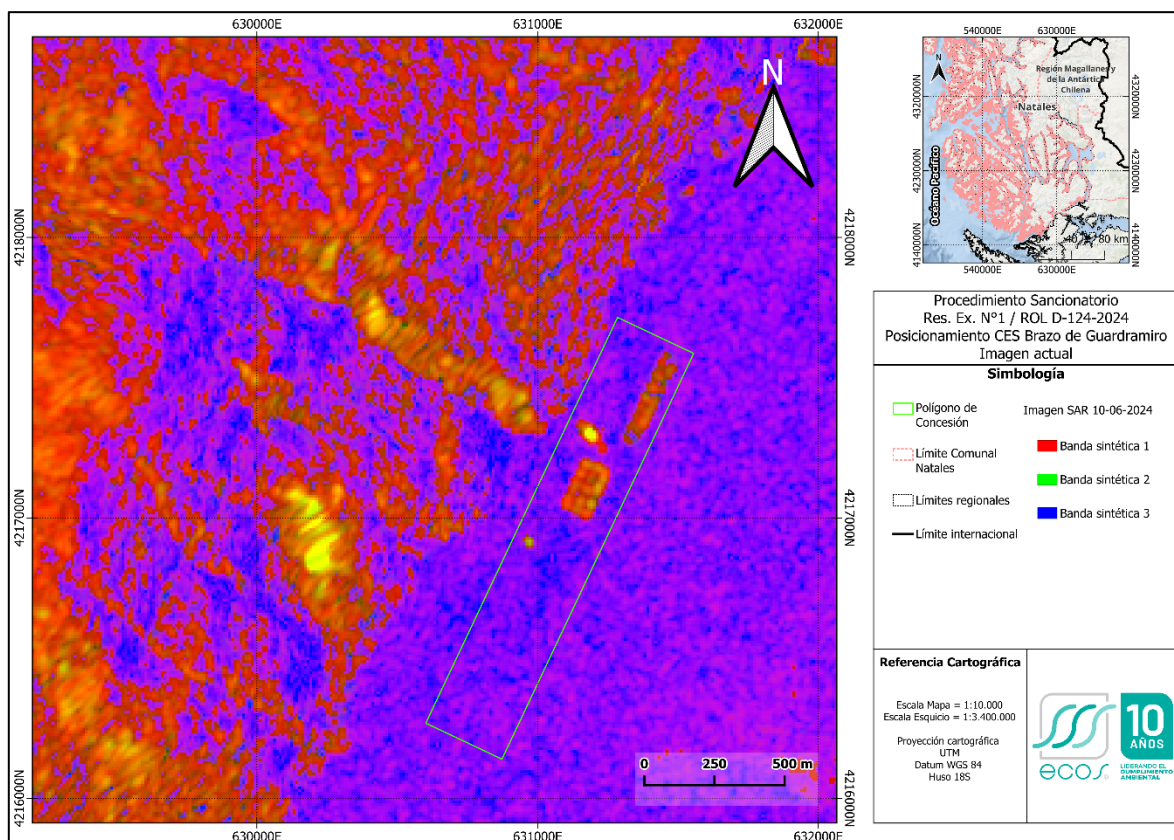 630000E
631000E
632000E
4218000N
4217000N
4216000N
N
4218000N
4217000N
4216000N
0 250 500 m
630000E
631000E
632000E
540000E
630000E
4320000N
4230000N
4140000N
N
Región Magallanes y
de la Antártica
Chilena
Natales
Océano Pacífico
40 80 km
4320000N
4230000N
4140000N
540000E
630000E
Procedimiento Sancionatorio
Res. Ex. N°1 / ROL D-124-2024
Posicionamiento CES Brazo de Guardramiro
Imagen actual
Simbología
Polígono de
Concesión
Límite Comunal
Natales
Límites regionales
Límite internacional
Imagen SAR 10-06-2024
Banda sintética 1
Banda sintética 2
Banda sintética 3
Referencia Cartográfica
Escala Mapa = 1:10.000
Escala Esquicio = 1:3.400.000
Proyección cartográfica
UTM
Datum WGS 84
Huso 18S
ecos
10
AÑOS
LIDERANDO EL
CUMPLIMIENTO
AMBIENTAL